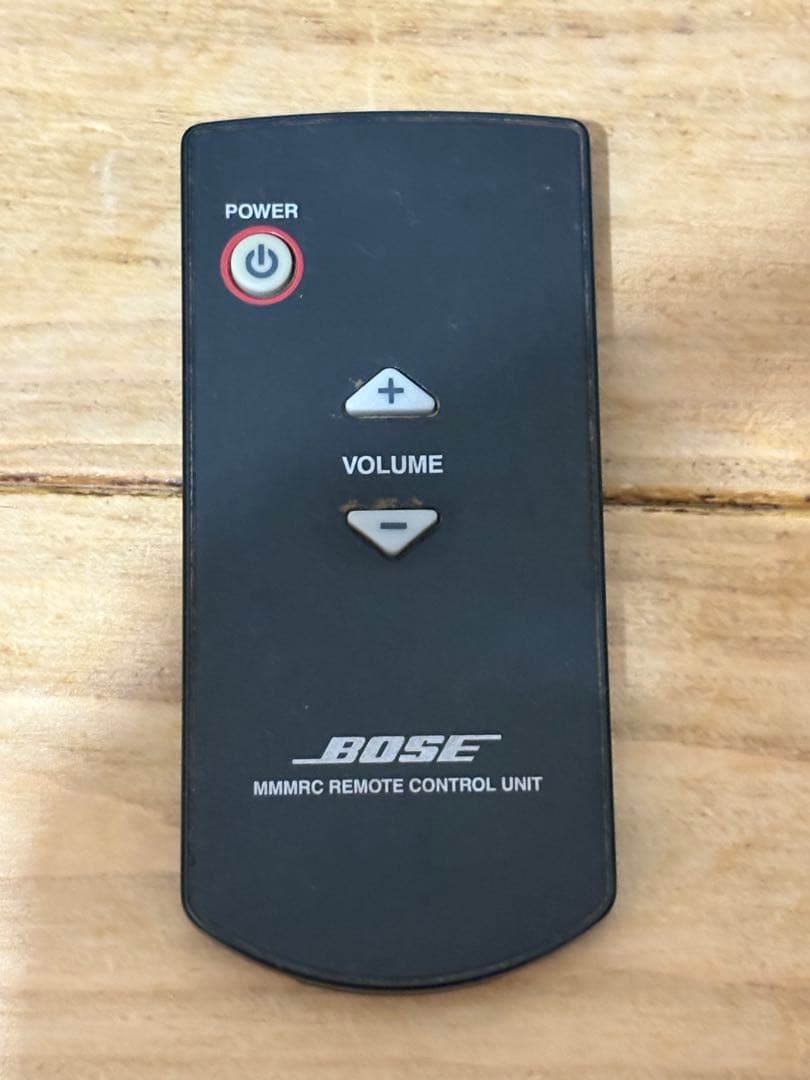 POWER
+
VOLUME
-
BOSE
MMMRC REMOTE CONTROL UNIT